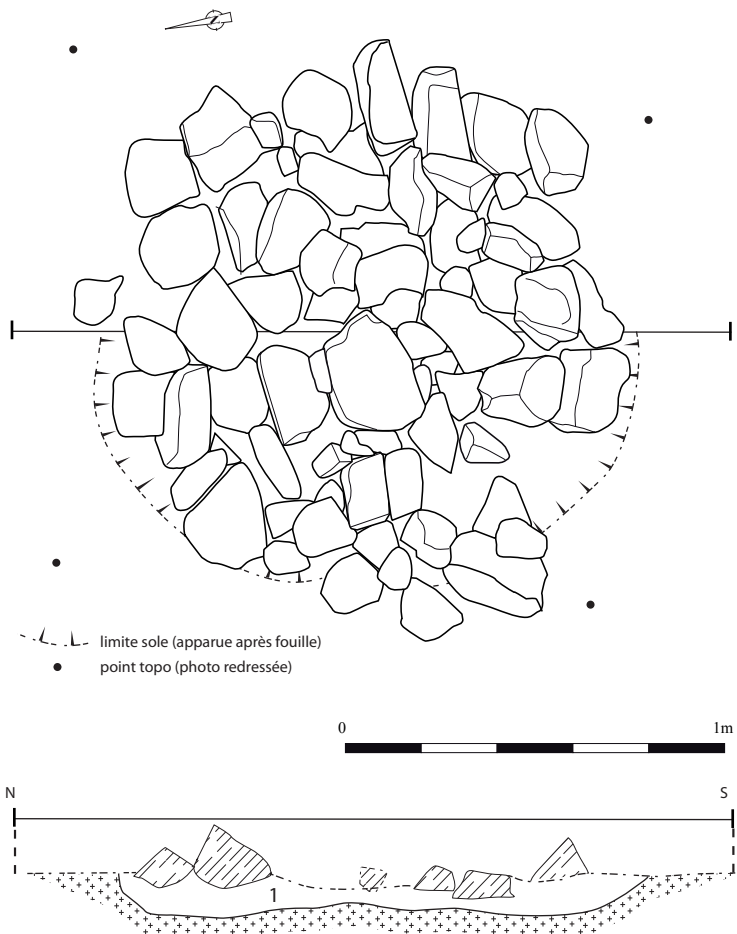 limite sole (apparue après fouille)
point topo (photo redressée)
0 1m
N S
1